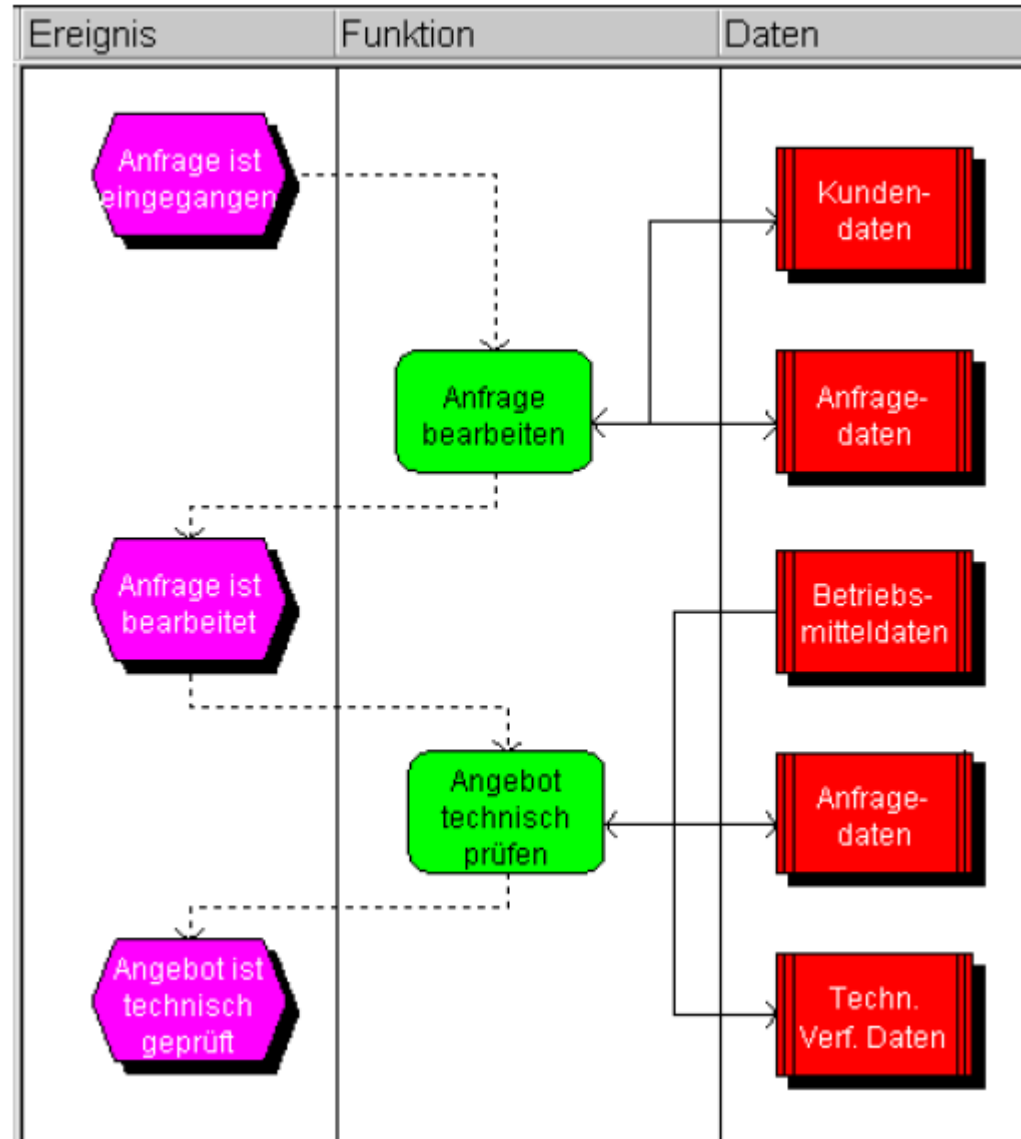 Ereignis
Funktion
Daten
Anfrage ist
eingegangen
Kunden-
daten
Anfrage
bearbeiten
Anfrage-
daten
Anfrage ist
bearbeitet
Betriebs-
mitteldaten
Angebot
technisch
prüfen
Anfrage-
daten
Angebot ist
technisch
geprüft
Techn.
Verf. Daten